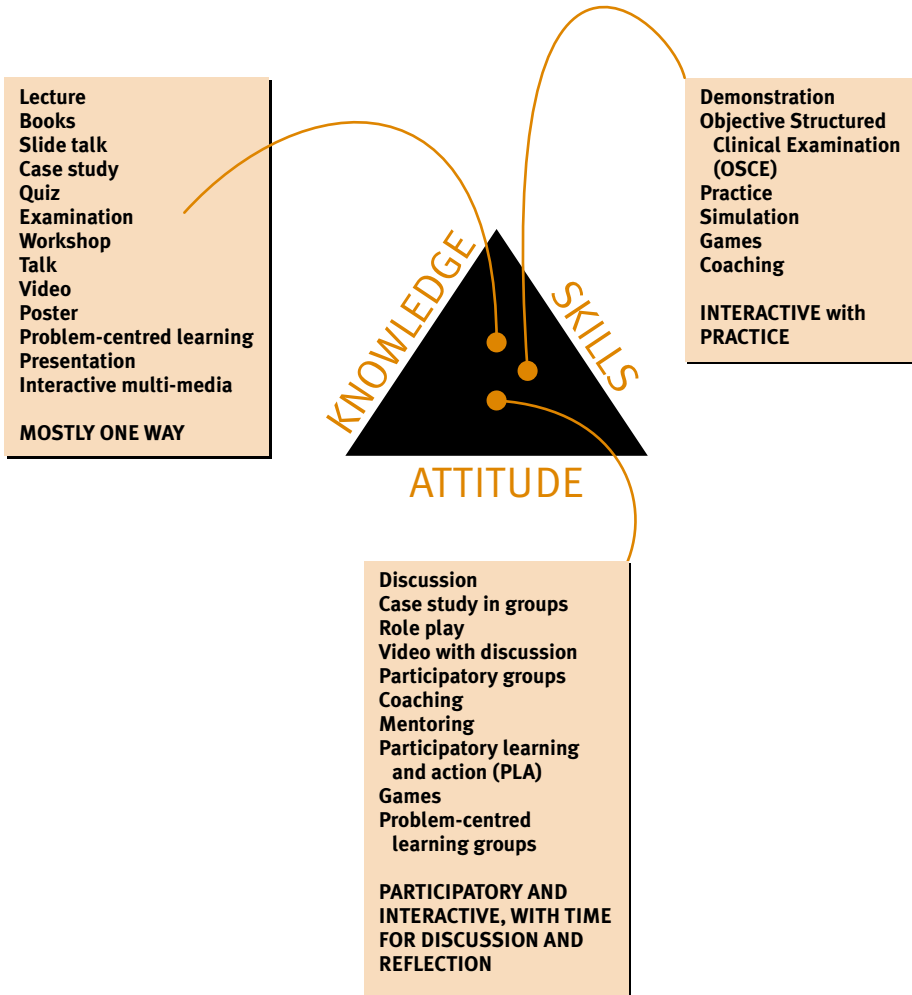 Lecture
Books
Slide talk
Case study
Quiz
Examination
Workshop
Talk
Video
Poster
Problem-centred learning
Presentation
Interactive multi-media
MOSTLY ONE WAY
KNOWLEDGE
SKILLS
ATTITUDE
Demonstration
Objective Structured
Clinical Examination
(OSCE)
Practice
Simulation
Games
Coaching
INTERACTIVE with
PRACTICE
Discussion
Case study in groups
Role play
Video with discussion
Participatory groups
Coaching
Mentoring
Participatory learning
and action (PLA)
Games
Problem-centred
learning groups
PARTICIPATORY AND
INTERACTIVE, WITH TIME
FOR DISCUSSION AND
REFLECTION